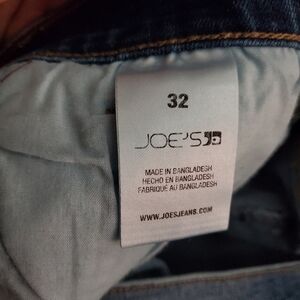 32
JOE'S
MADE IN BANGLADESH
HECHO EN BANGLADESH
FABRIQUÉ AU BANGLADESH
WWW.JOESJEANS.COM